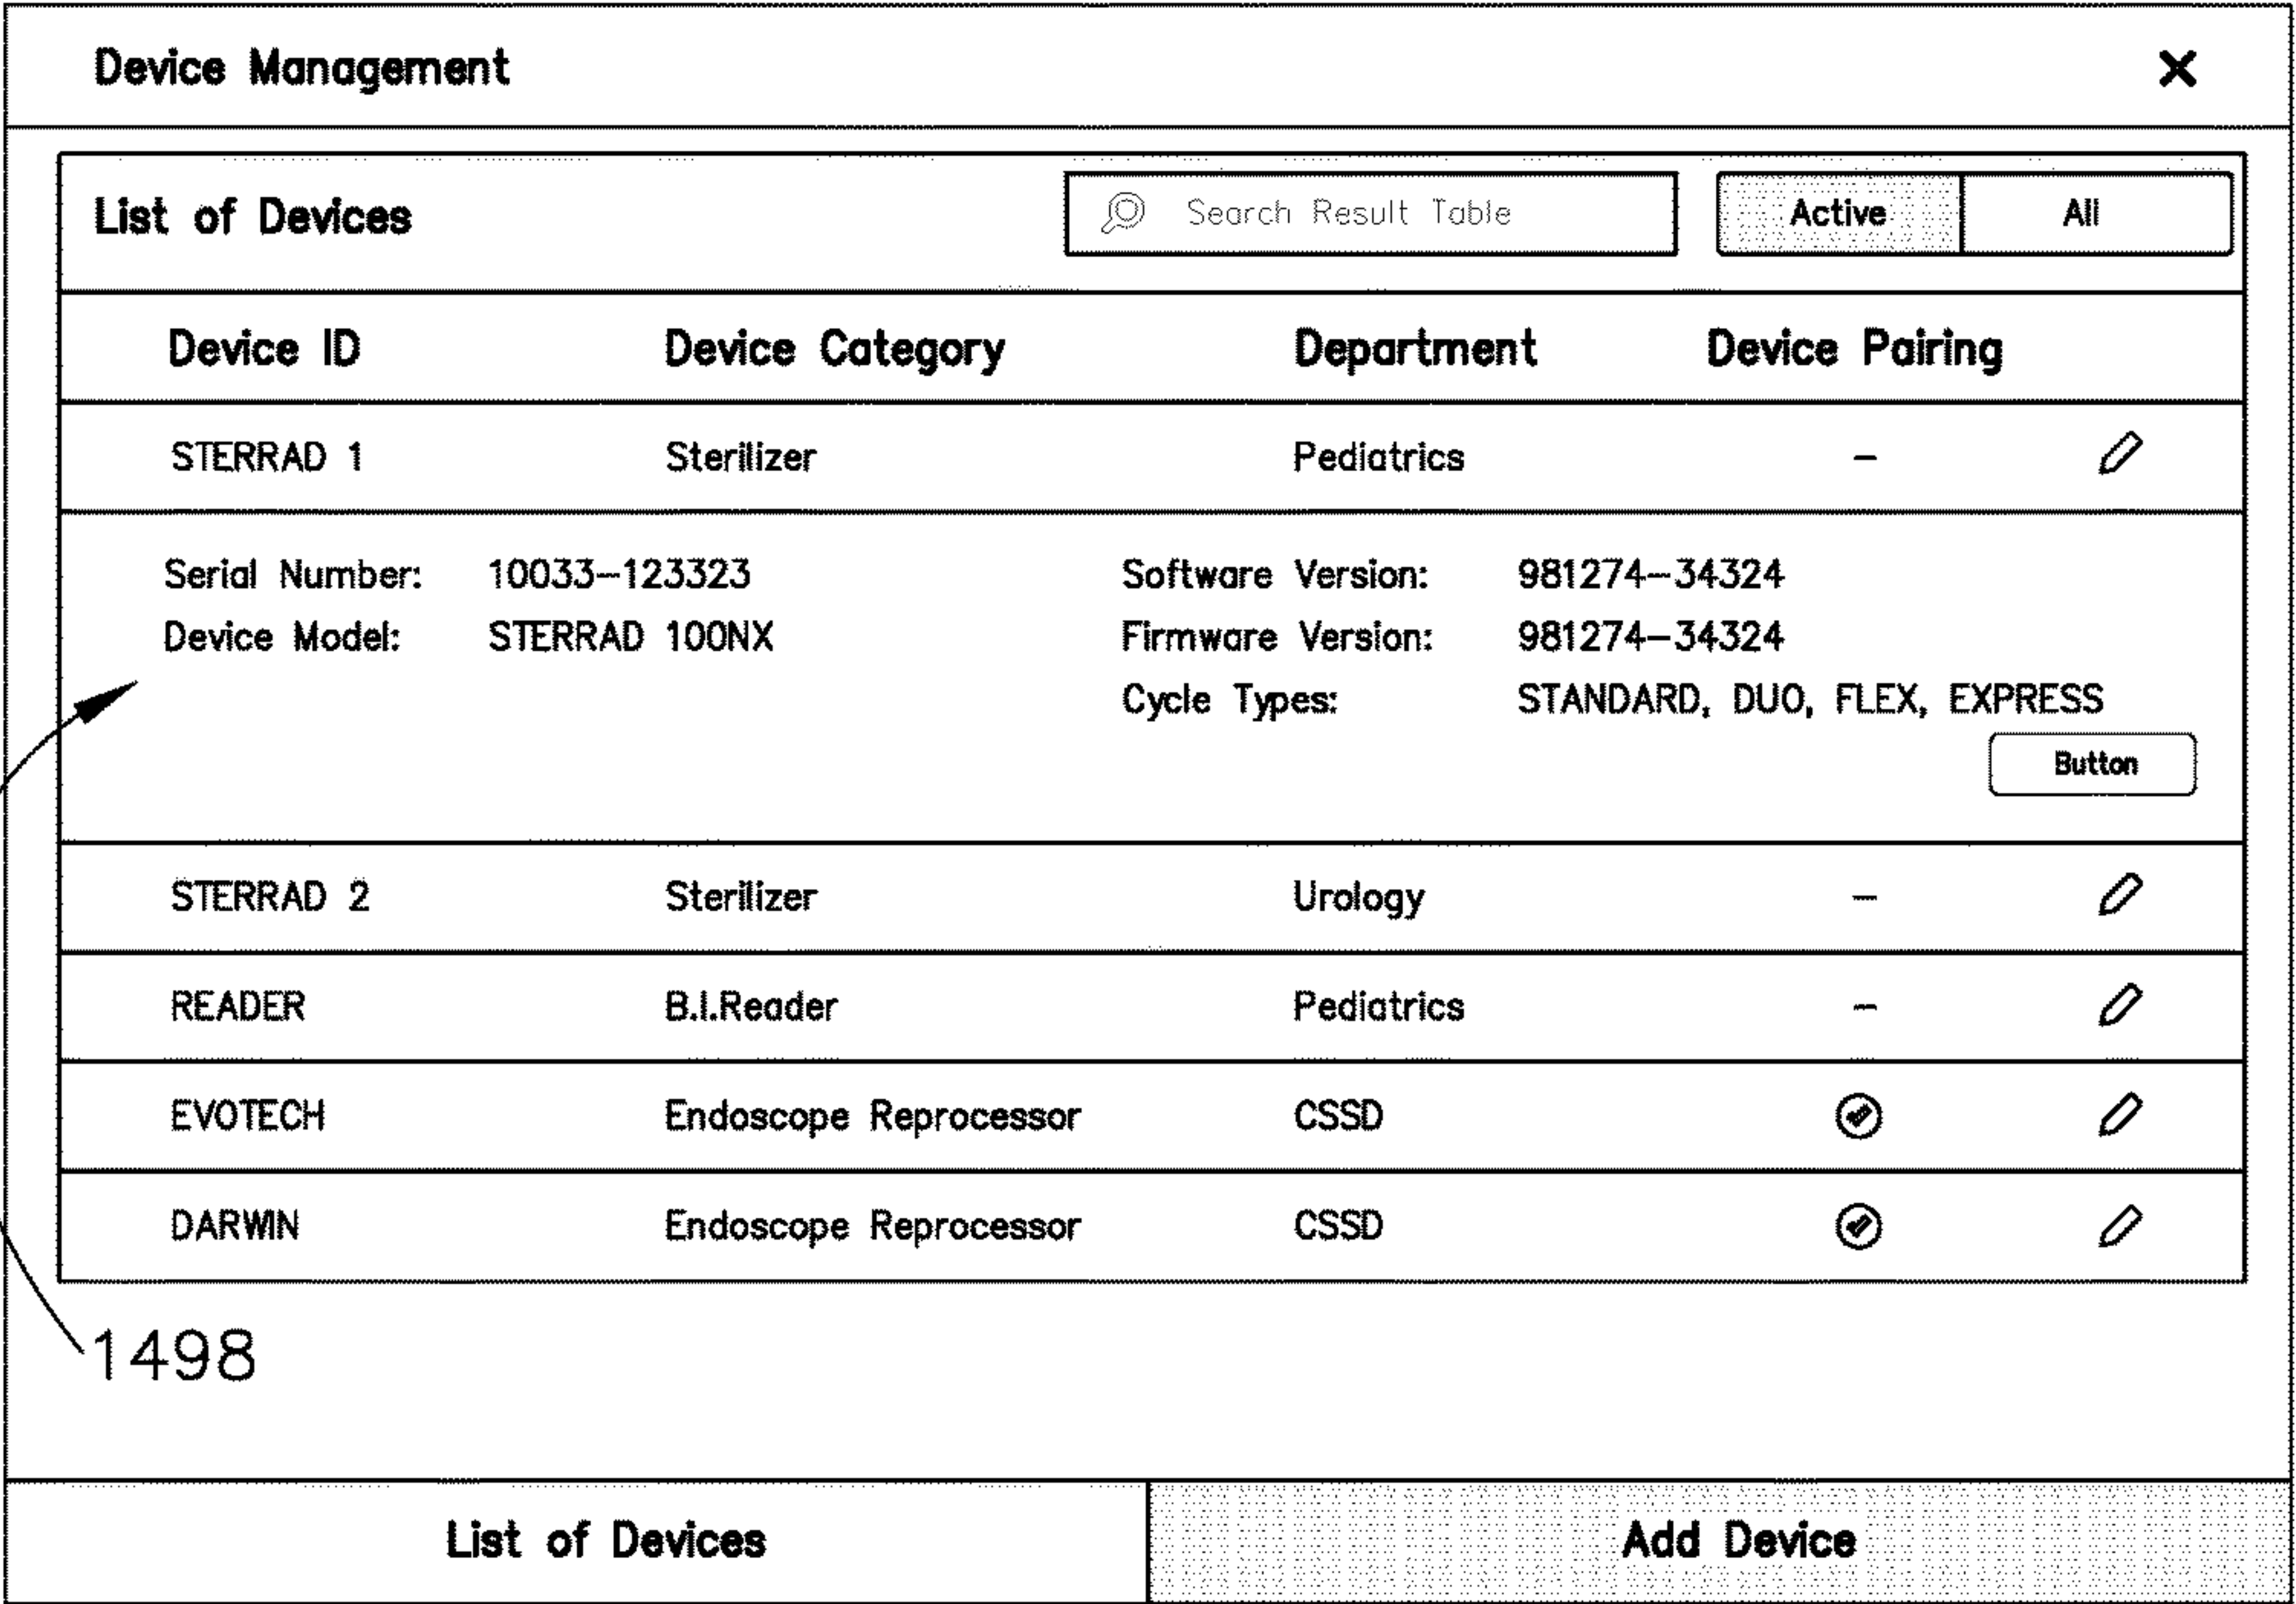 Device Management
List of Devices Search Result Table Active All
Device ID Device Category Department Device Pairing
STERRAD 1 Sterilizer Pediatrics –
Serial Number: 10033–123323 Software Version: 981274–34324
Device Model: STERRAD 100NX Firmware Version: 981274–34324
Cycle Types: STANDARD, DUO, FLEX, EXPRESS
Button
STERRAD 2 Sterilizer Urology –
READER B.I.Reader Pediatrics –
EVOTECH Endoscope Reprocessor CSSD
DARWIN Endoscope Reprocessor CSSD
1498
List of Devices Add Device